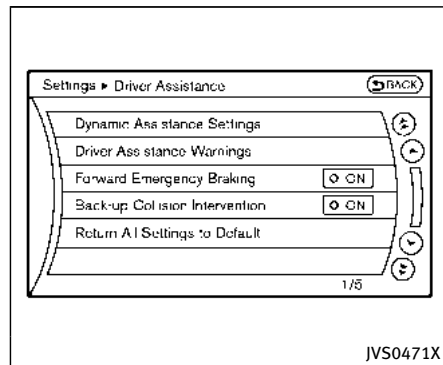 Settings ▸ Driver Assistance BACK
Dynamic Assistance Settings
Driver Assistance Warnings
Forward Emergency Braking ON
Back-up Collision Intervention ON
Return All Settings to Default
1/5
JVS0471X